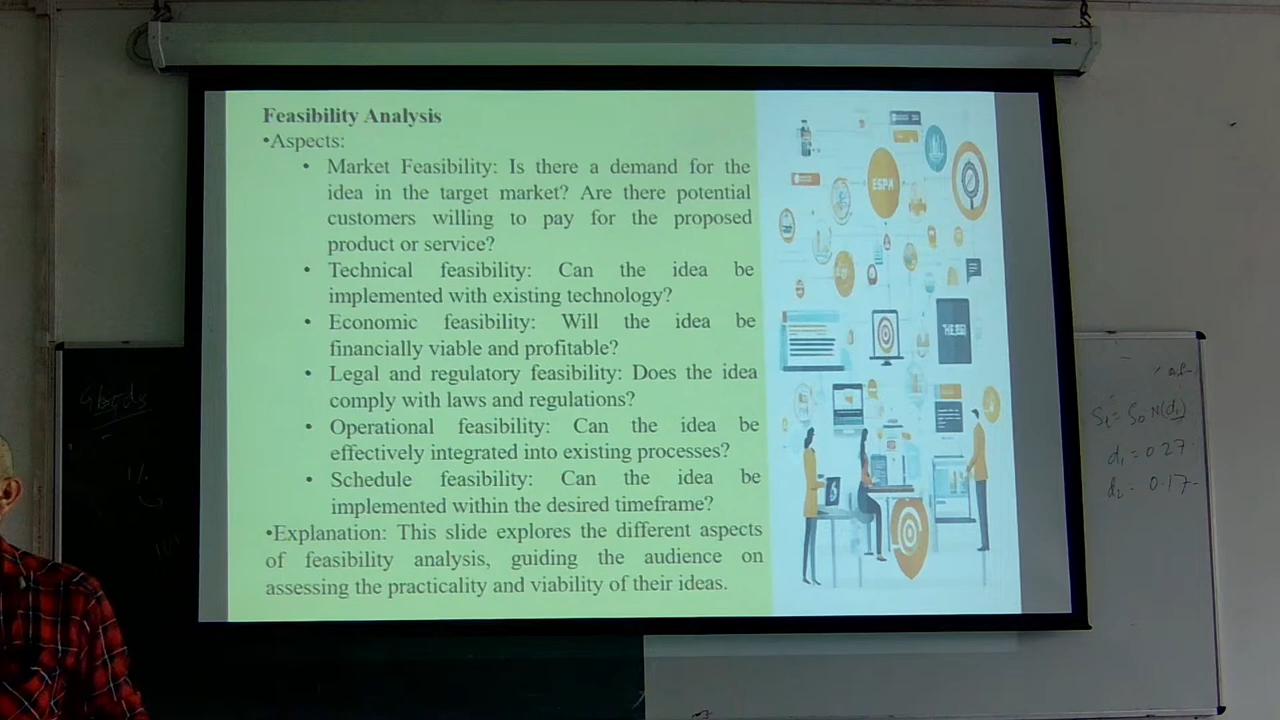 Feasibility Analysis
•Aspects:
• Market Feasibility: Is there a demand for the
idea in the target market? Are there potential
customers willing to pay for the proposed
product or service?
• Technical feasibility: Can the idea be
implemented with existing technology?
• Economic feasibility: Will the idea be
financially viable and profitable?
• Legal and regulatory feasibility: Does the idea
comply with laws and regulations?
• Operational feasibility: Can the idea be
effectively integrated into existing processes?
• Schedule feasibility: Can the idea be
implemented within the desired timeframe?
•Explanation: This slide explores the different aspects
of feasibility analysis, guiding the audience on
assessing the practicality and viability of their ideas.
ESPA
d₁ = 0.27
d₂ = 0.17